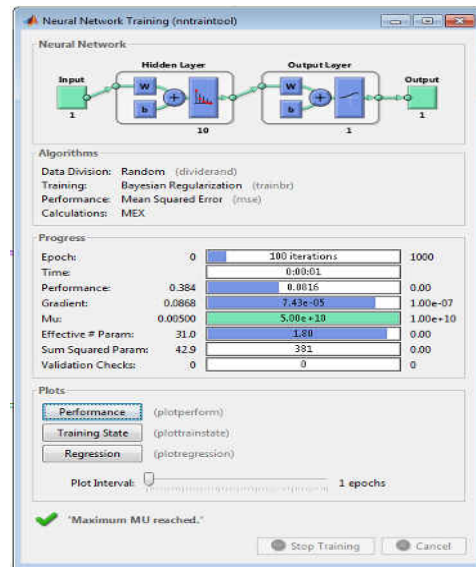 Neural Network Training (nntraintool)
Neural Network
Hidden Layer
Output Layer
Input
Output
W
b
+
W
b
+
1
10
1
1
Algorithms
Data Division: Random (dividerand)
Training: Bayesian Regularization (trainbr)
Performance: Mean Squared Error (mse)
Calculations: MEX
Progress
Epoch: 0 100 iterations 1000
Time: 0:00:01
Performance: 0.384 0.0816 0.00
Gradient: 0.0868 7.43e-05 1.00e-07
Mu: 0.00500 5.00e+10 1.00e+10
Effective # Param: 31.0 1.80 0.00
Sum Squared Param: 42.9 381 0.00
Validation Checks: 0 0 0
Plots
Performance (plotperform)
Training State (plottrainstate)
Regression (plotregression)
Plot Interval: 1 epochs
"Maximum MU reached."
Stop Training Cancel